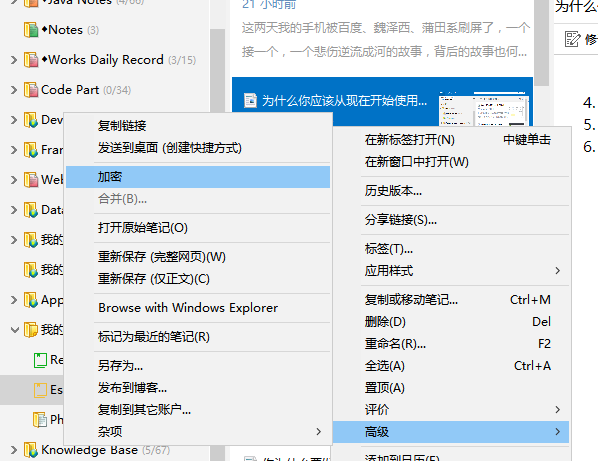 ◆Java Notes (4/66)
◆Notes (3)
◆Works Daily Record (3/15)
Code Part (0/34)
Dev
Fran
Web
Data
我的
我的
App
我的
Re
Es
Ph
Knowledge Base (5/67)
21 小时前
这两天我的手机被百度、魏泽西、莆田系刷屏了，一个
接一个，一个悲伤逆流成河的故事，背后的故事也何...
为什么你应该从现在开始使用...
为什么
修
4.
5.
6.
复制链接
发送到桌面 (创建快捷方式)
加密
合并(B)...
打开原始笔记(O)
重新保存 (完整网页)(W)
重新保存 (仅正文)(C)
Browse with Windows Explorer
标记为最近的笔记(R)
另存为...
发布到博客...
复制到其它账户...
杂项
在新标签打开(N) 中键单击
在新窗口中打开(W)
历史版本...
分享链接(S)...
标签(T)...
应用样式
复制或移动笔记... Ctrl+M
删除(D) Del
重命名(R)... F2
全选(A) Ctrl+A
置顶(A)
评价
高级
添加到日历(E)